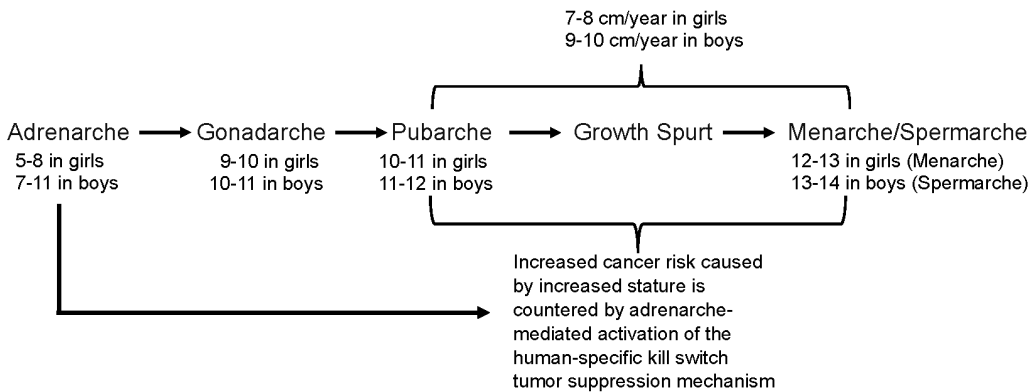 7-8 cm/year in girls
9-10 cm/year in boys
Adrenarche
Gonadarche
Pubarche
Growth Spurt
Menarche/Spermarche
5-8 in girls
7-11 in boys
9-10 in girls
10-11 in boys
10-11 in girls
11-12 in boys
12-13 in girls (Menarche)
13-14 in boys (Spermarche)
Increased cancer risk caused
by increased stature is
countered by adrenarche-
mediated activation of the
human-specific kill switch
tumor suppression mechanism